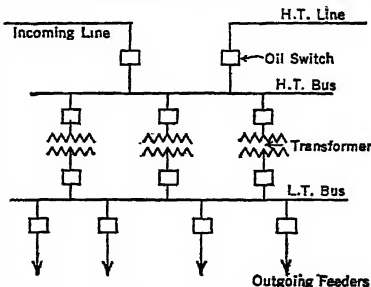 H.T. Line
Incoming Line
Oil Switch
H.T. Bus
Transformer
L.T. Bus
Outgoing Feeders